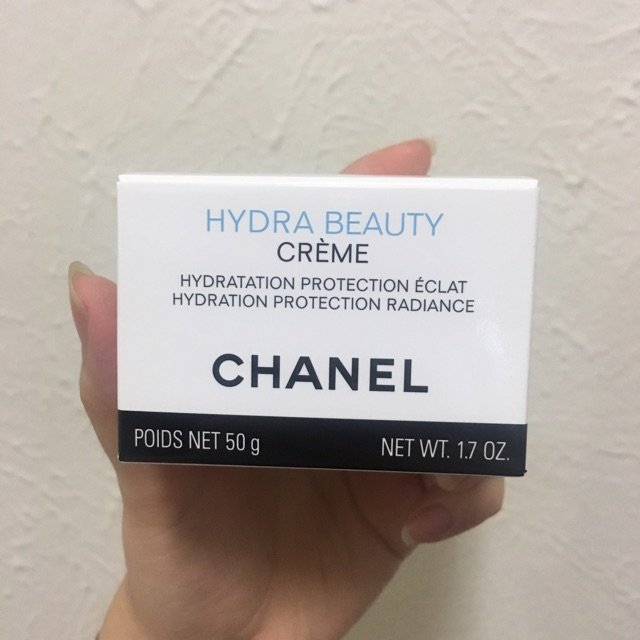 HYDRA BEAUTY
CRÈME
HYDRATATION PROTECTION ÉCLAT
HYDRATION PROTECTION RADIANCE
CHANEL
POIDS NET 50 g NET WT. 1.7 OZ.